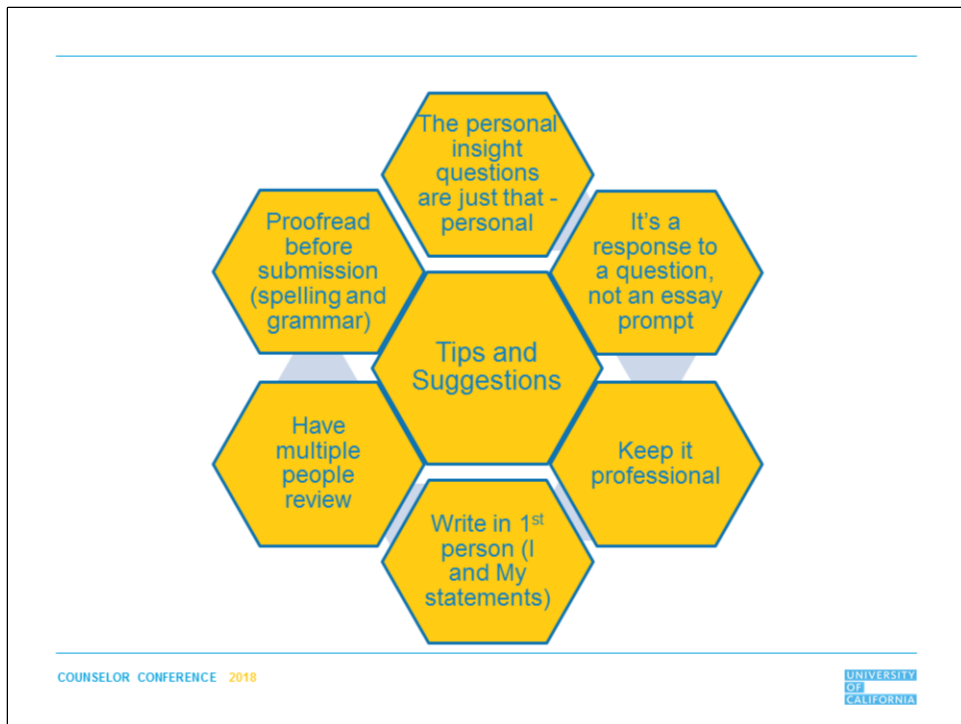 The personal
insight
questions
are just that -
personal
It's a
response to
a question,
not an essay
prompt
Keep it
professional
Write in 1st
person (I
and My
statements)
Have
multiple
people
review
Proofread
before
submission
(spelling and
grammar)
Tips and
Suggestions
COUNSELOR CONFERENCE 2018
UNIVERSITY
OF
CALIFORNIA